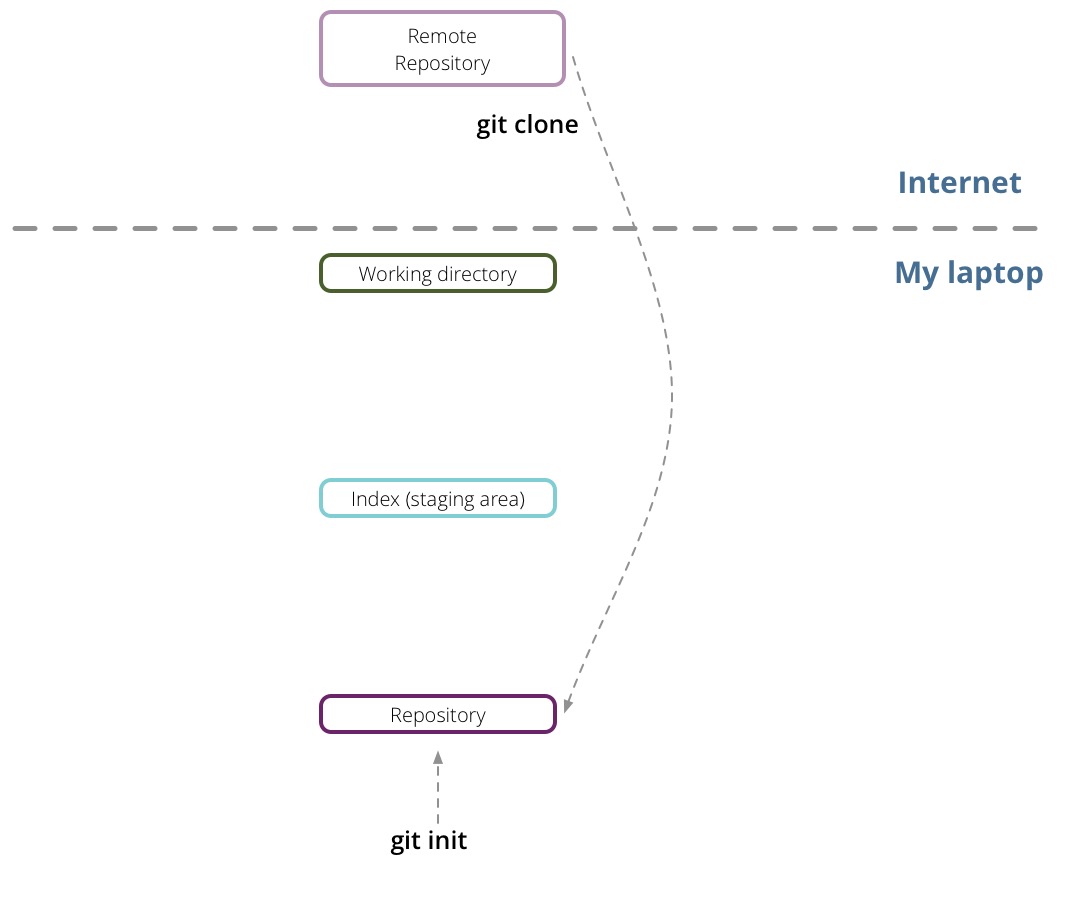 Remote
Repository
git clone
Internet
My laptop
Working directory
Index (staging area)
Repository
git init